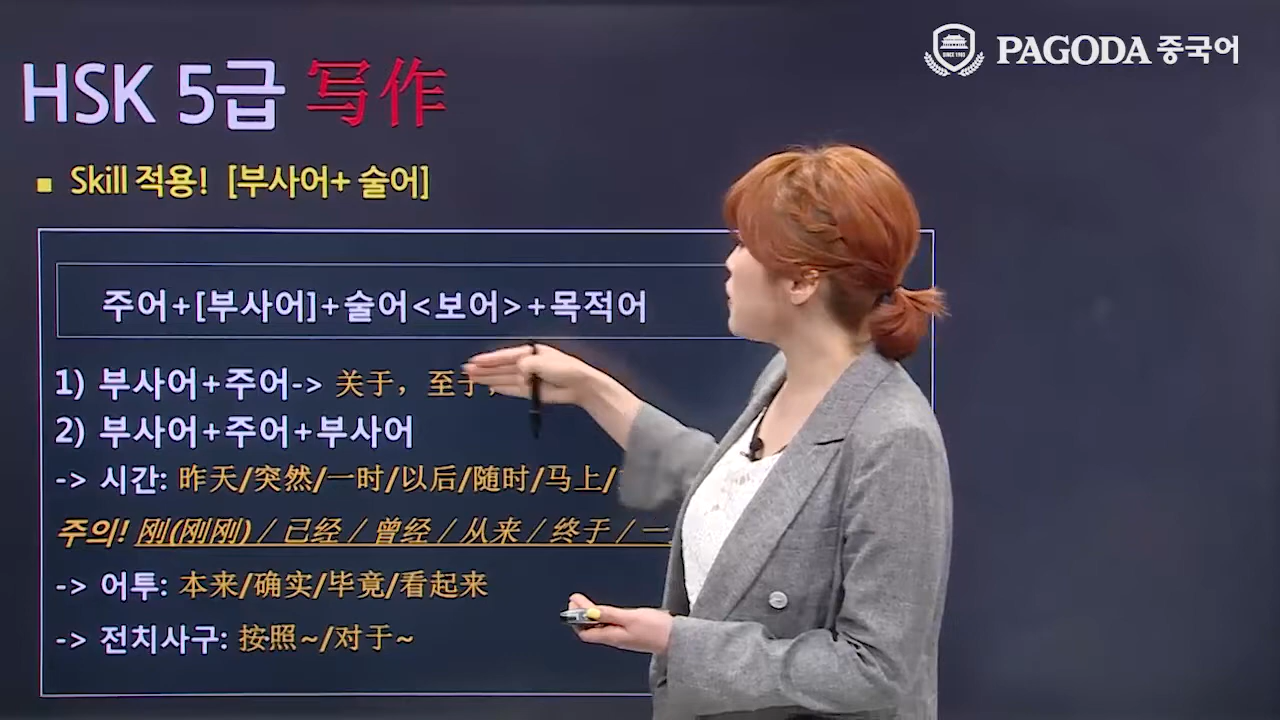 PAGODA 중국어
SINCE 1983
HSK 5급 写作
▪ Skill 적용! [부사어+ 술어]
주어+[부사어]+술어<보어>+목적어
1) 부사어+주어-> 关于, 至于,
2) 부사어+주어+부사어
-> 시간: 昨天/突然/一时/以后/随时/马上/
주의! 刚(刚刚) / 已经 / 曾经 / 从来 / 终于 / 一
-> 어투: 本来/确实/毕竟/看起来
-> 전치사구: 按照~/对于~